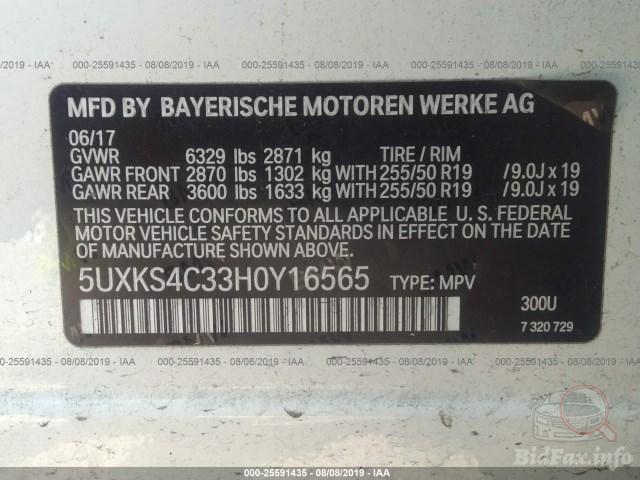 000-25591435 - 08/08/2019 - IAA
MFD BY BAYERISCHE MOTOREN WERKE AG
06/17
GVWR 6329 lbs 2871 kg TIRE / RIM
GAWR FRONT 2870 lbs 1302 kg WITH 255/50 R19 /9.0J x 19
GAWR REAR 3600 lbs 1633 kg WITH 255/50 R19 /9.0J x 19
THIS VEHICLE CONFORMS TO ALL APPLICABLE U. S. FEDERAL
MOTOR VEHICLE SAFETY STANDARDS IN EFFECT ON THE DATE
OF MANUFACTURE SHOWN ABOVE.
5UXKS4C33H0Y16565 TYPE: MPV
300U
7 320 729
000-25591435 - 08/08/2019 - IAA
000-25591435 - 08/08/2019 - IAA
BidFax.info